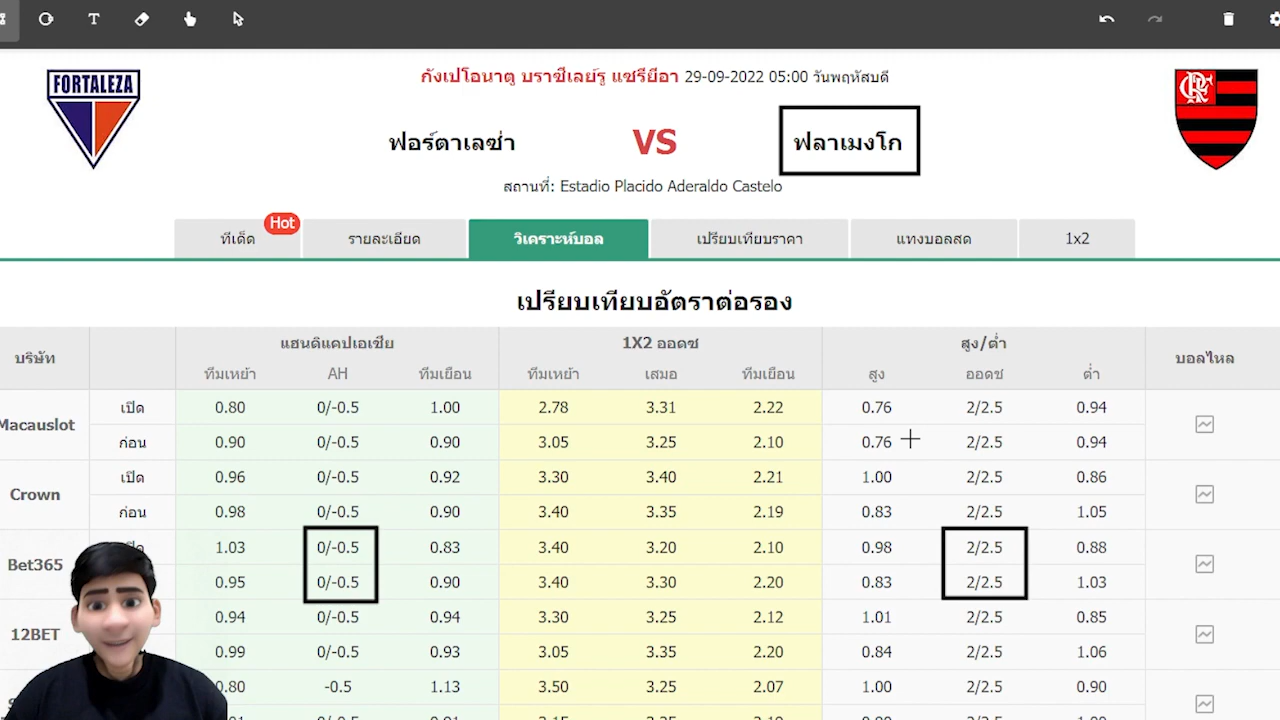 T
FORTALEZA
กัมเปโอนาตู บราซีเลย์รู แซรียีอา 29-09-2022 05:00 วันพฤหัสบดี
ฟอร์ตาเลซ่า VS ฟลาเมงโก
สถานที่: Estadio Placido Aderaldo Castelo
ทีเด็ด Hot รายละเอียด วิเคราะห์บอล เปรียบเทียบราคา แทงบอลสด 1x2
เปรียบเทียบอัตราต่อรอง
บริษัท แฮนดิแคปเอเชีย 1X2 ออดซ สูง/ต่ำ บอลไหล
ทีมเหย้า AH ทีมเยือน ทีมเหย้า เสมอ ทีมเยือน สูง ออดซ ต่ำ
Macauslot
เปิด 0.80 0/-0.5 1.00 2.78 3.31 2.22 0.76 2/2.5 0.94
ก่อน 0.90 0/-0.5 0.90 3.05 3.25 2.10 0.76 2/2.5 0.94
Crown
เปิด 0.96 0/-0.5 0.92 3.30 3.40 2.21 1.00 2/2.5 0.86
ก่อน 0.98 0/-0.5 0.90 3.40 3.35 2.19 0.83 2/2.5 1.05
Bet365
1.03 0/-0.5 0.83 3.40 3.20 2.10 0.98 2/2.5 0.88
0.95 0/-0.5 0.90 3.40 3.30 2.20 0.83 2/2.5 1.03
12BET
0.94 0/-0.5 0.94 3.30 3.25 2.12 1.01 2/2.5 0.85
0.99 0/-0.5 0.93 3.05 3.35 2.20 0.84 2/2.5 1.06
0.80 -0.5 1.13 3.50 3.25 2.07 1.00 2/2.5 0.90